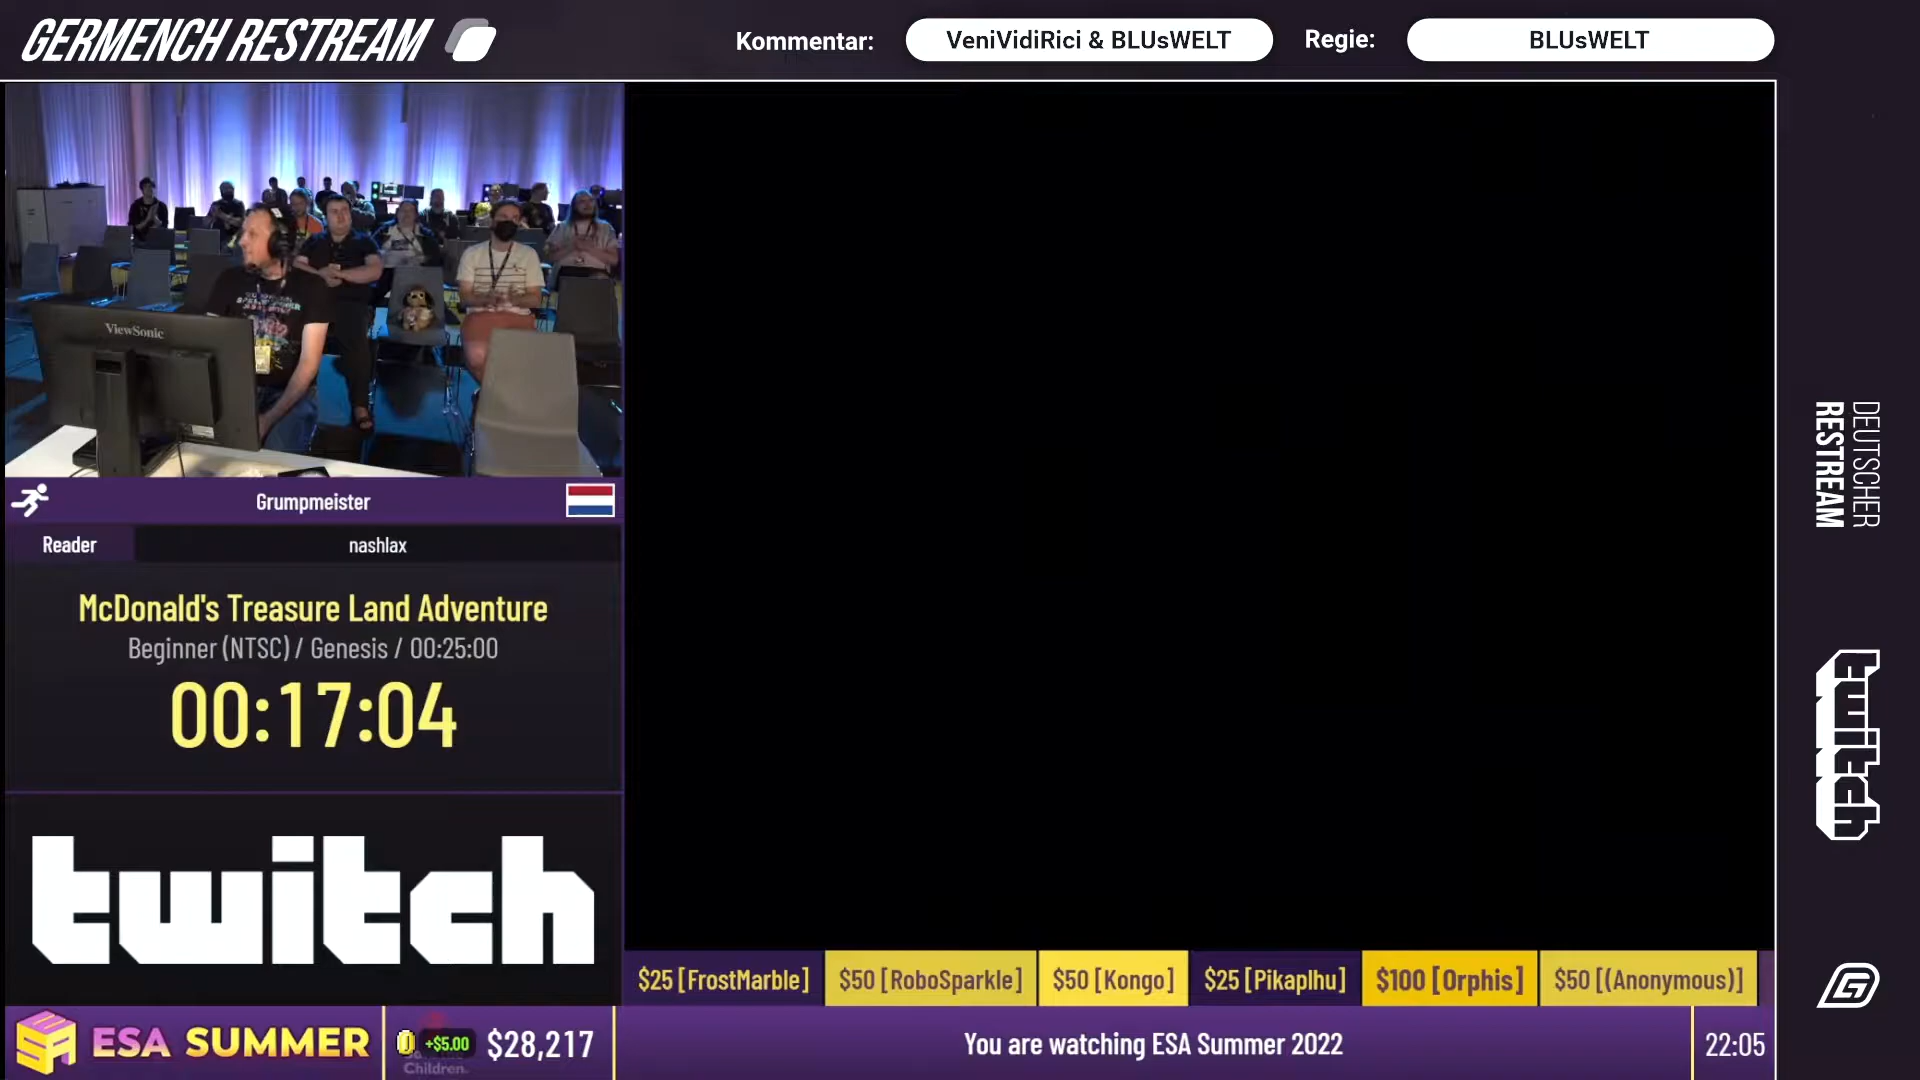 GERMENCH RESTREAM
Kommentar:
VeniVidiRici & BLUsWELT
Regie:
BLUsWELT
ViewSonic
Grumpmeister
Reader
nashlax
McDonald's Treasure Land Adventure
Beginner (NTSC) / Genesis / 00:25:00
00:17:04
twitch
$25 [FrostMarble]
$50 [RoboSparkle]
$50 [Kongo]
$25 [Pikaplhu]
$100 [Orphis]
$50 [(Anonymous)]
ESA SUMMER
+$5.00
Children.
$28,217
You are watching ESA Summer 2022
22:05
DEUTSCHER
RESTREAM
twitch